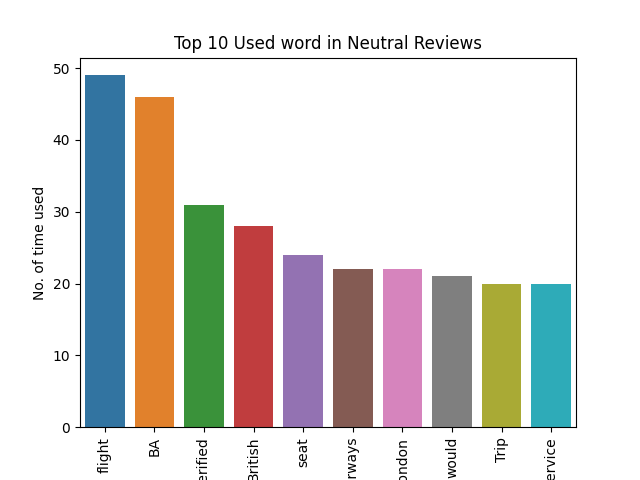 Top 10 Used word in Neutral Reviews
No. of time used
50
40
30
20
10
0
flight
BA
erified
British
seat
rways
ondon
would
Trip
ervice